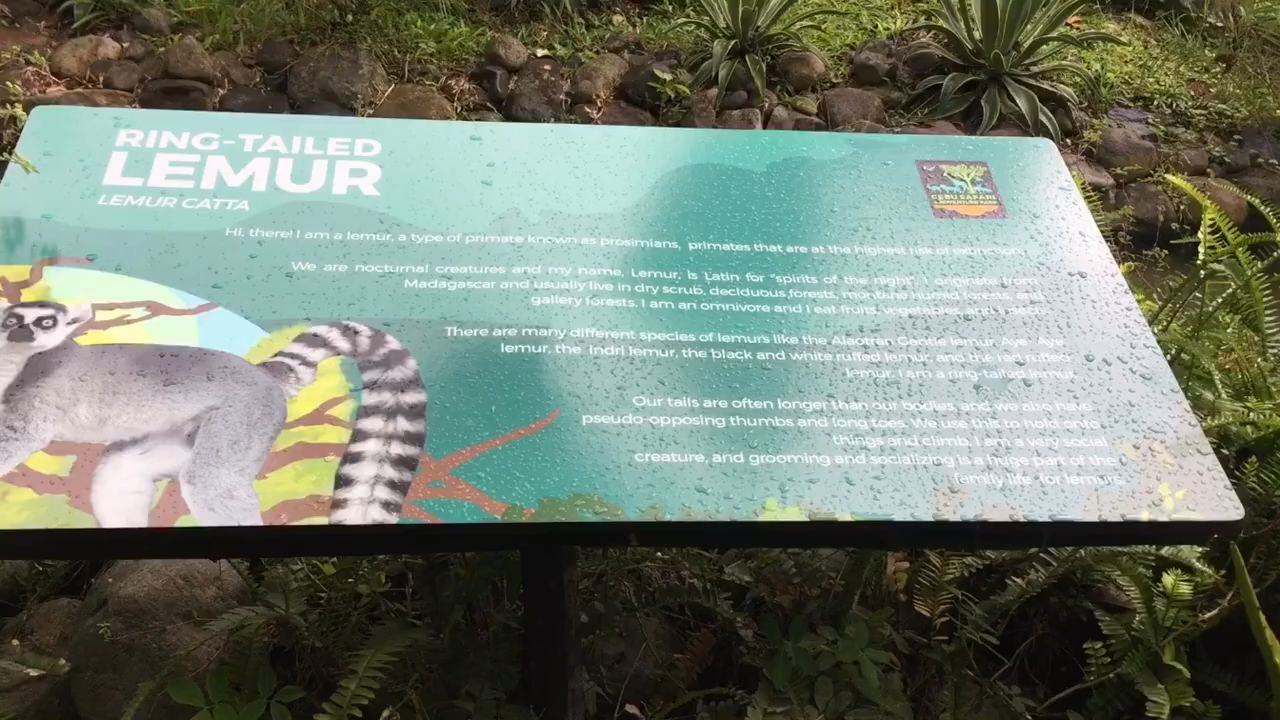 RING-TAILED
LEMUR
LEMUR CATTA
CEBU SAFARI
& ADVENTURE PARK
Hi, there! I am a lemur, a type of primate known as prosimians, primates that are at the highest risk of extinction.
We are nocturnal creatures and my name, Lemur, is Latin for "spirits of the night". I originate from
Madagascar and usually live in dry scrub, deciduous forests, montane humid forests, and
gallery forests. I am an omnivore and I eat fruits, vegetables, and insects.
There are many different species of lemurs like the Alaotran Gentle lemur, Aye- Aye
lemur, the Indri lemur, the black and white ruffed lemur, and the red ruffed
lemur. I am a ring-tailed lemur.
Our tails are often longer than our bodies, and we also have
pseudo-opposing thumbs and long toes. We use this to hold onto
things and climb. I am a very social
creature, and grooming and socializing is a huge part of the
family life for lemurs.